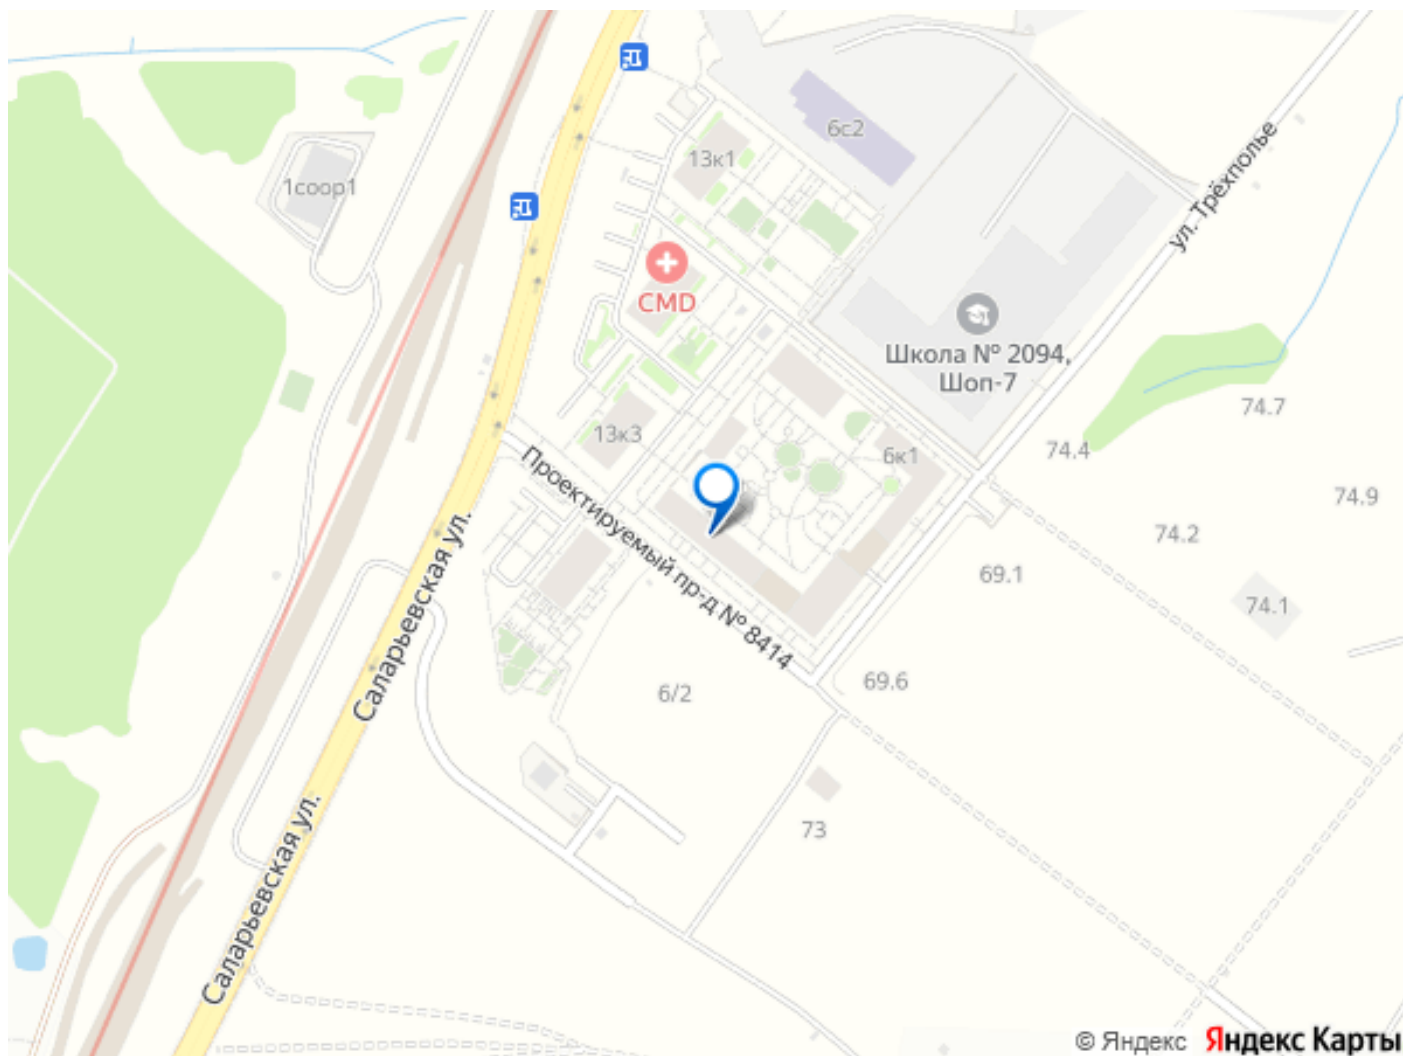 6с2
13к1
ул. Трёхполье
1соор1
CMD
Школа № 2094,
Шоп-7
74.7
13к3
74.4
6к1
Проектируемый пр-д № 8414
74.9
74.2
Саларьевская ул.
69.1
74.1
69.6
6/2
73
Саларьевская ул.
© Яндекс Яндекс Карты